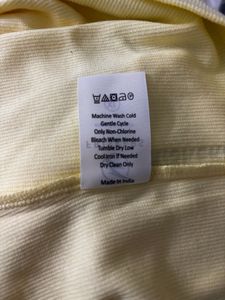 Machine Wash Cold
Gentle Cycle
Only Non-Chlorine
Bleach When Needed
Tumble Dry Low
Cool Iron If Needed
Dry Clean Only
Made In India